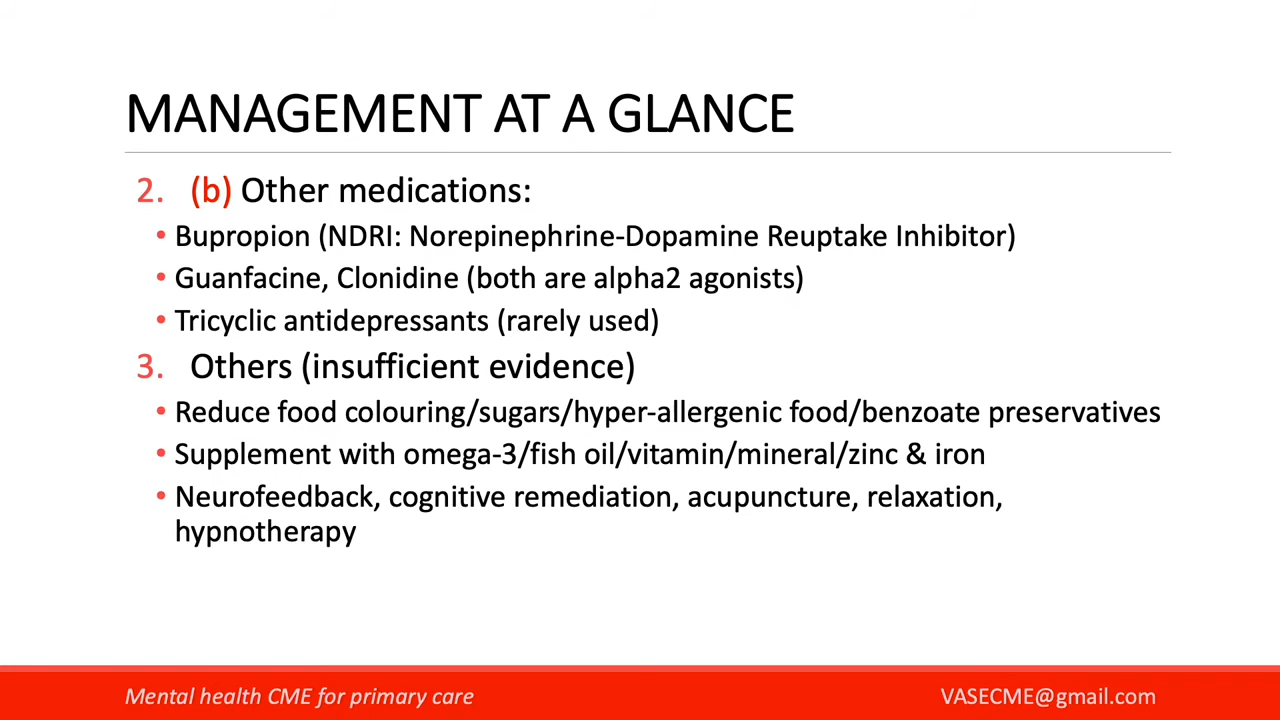 MANAGEMENT AT A GLANCE
2. (b) Other medications:
• Bupropion (NDRI: Norepinephrine-Dopamine Reuptake Inhibitor)
• Guanfacine, Clonidine (both are alpha2 agonists)
• Tricyclic antidepressants (rarely used)
3. Others (insufficient evidence)
• Reduce food colouring/sugars/hyper-allergenic food/benzoate preservatives
• Supplement with omega-3/fish oil/vitamin/mineral/zinc & iron
• Neurofeedback, cognitive remediation, acupuncture, relaxation,
hypnotherapy
Mental health CME for primary care
VASECME@gmail.com